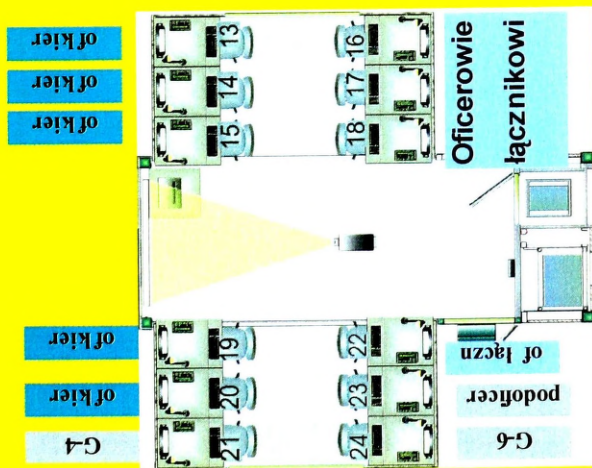 of kier
13
16
Oficerowie
łącznikowi
of kier
14
17
of kier
15
18
of kier
19
22
of łączn
of kier
20
23
podoficer
G-4
21
24
G-6